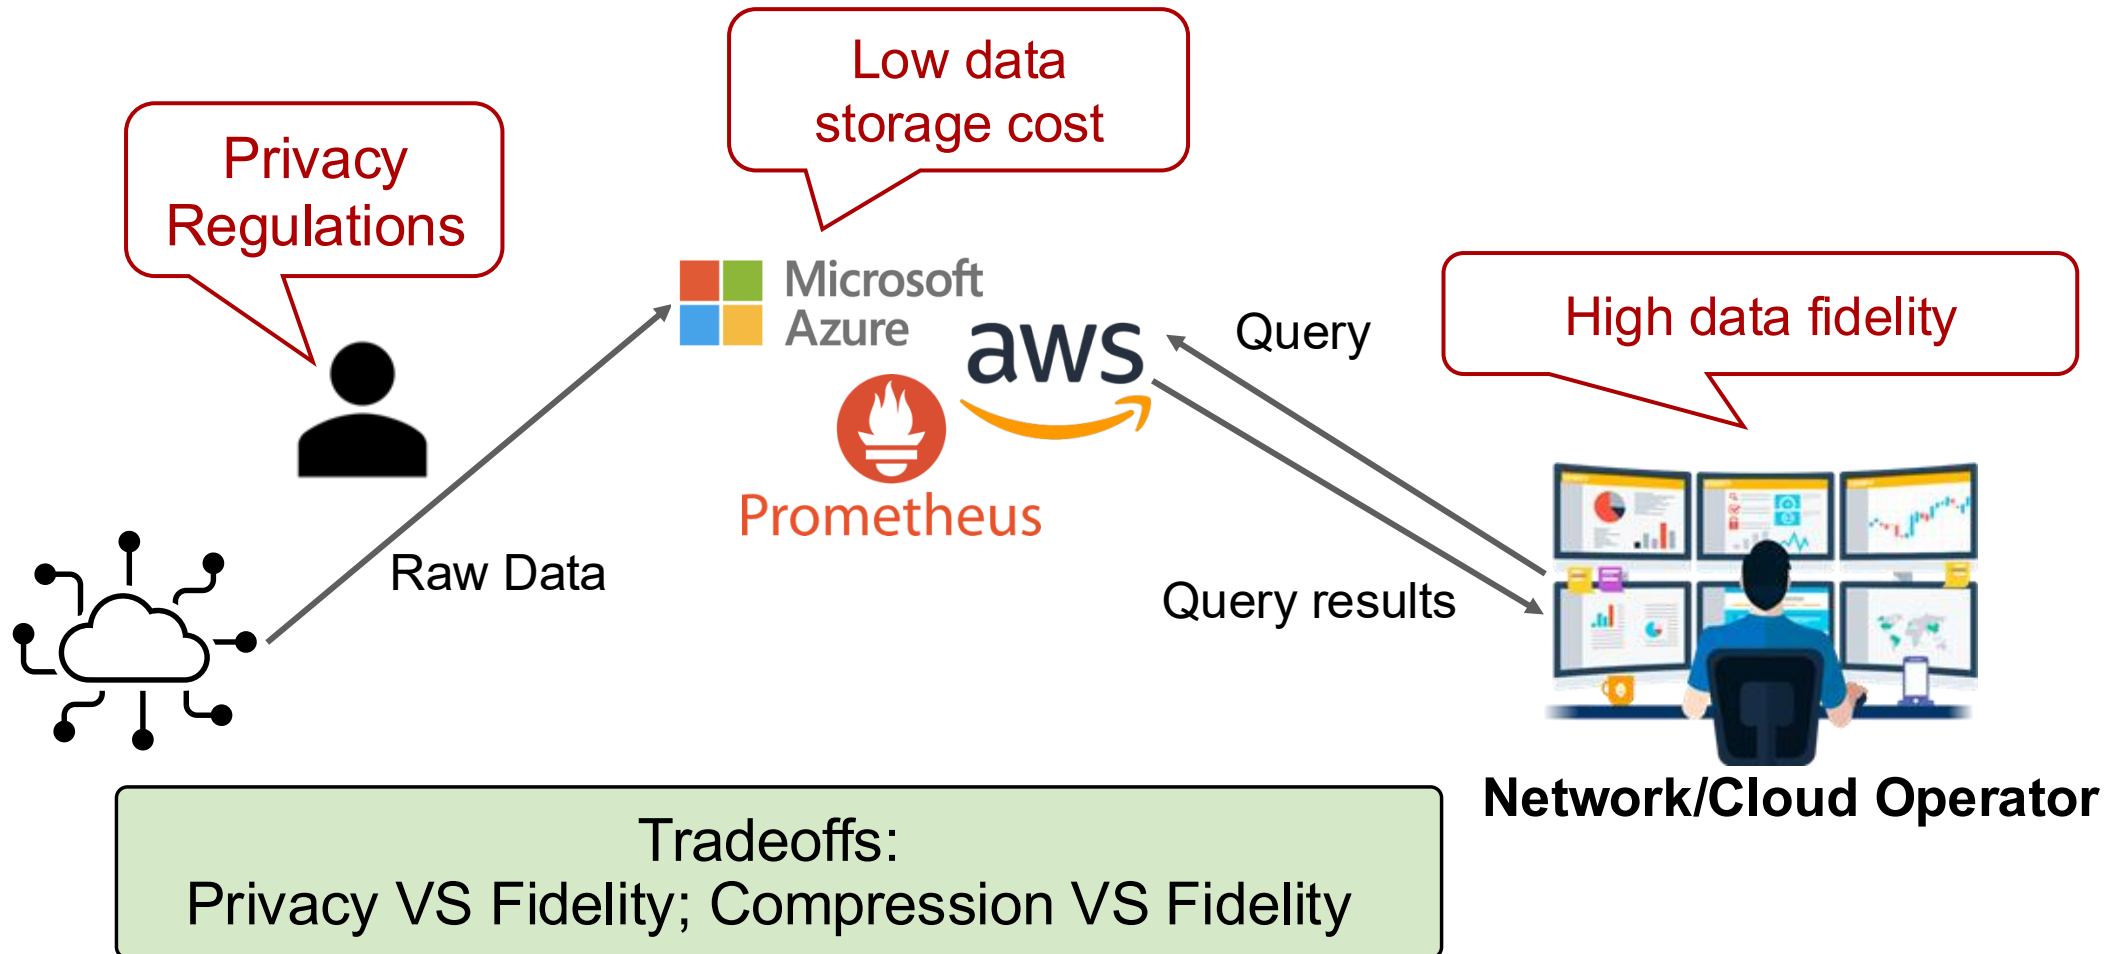 Low data
storage cost
Privacy
Regulations
Microsoft
Azure
aws
Query
High data fidelity
Prometheus
Raw Data
Query results
Network/Cloud Operator
Tradeoffs:
Privacy VS Fidelity; Compression VS Fidelity